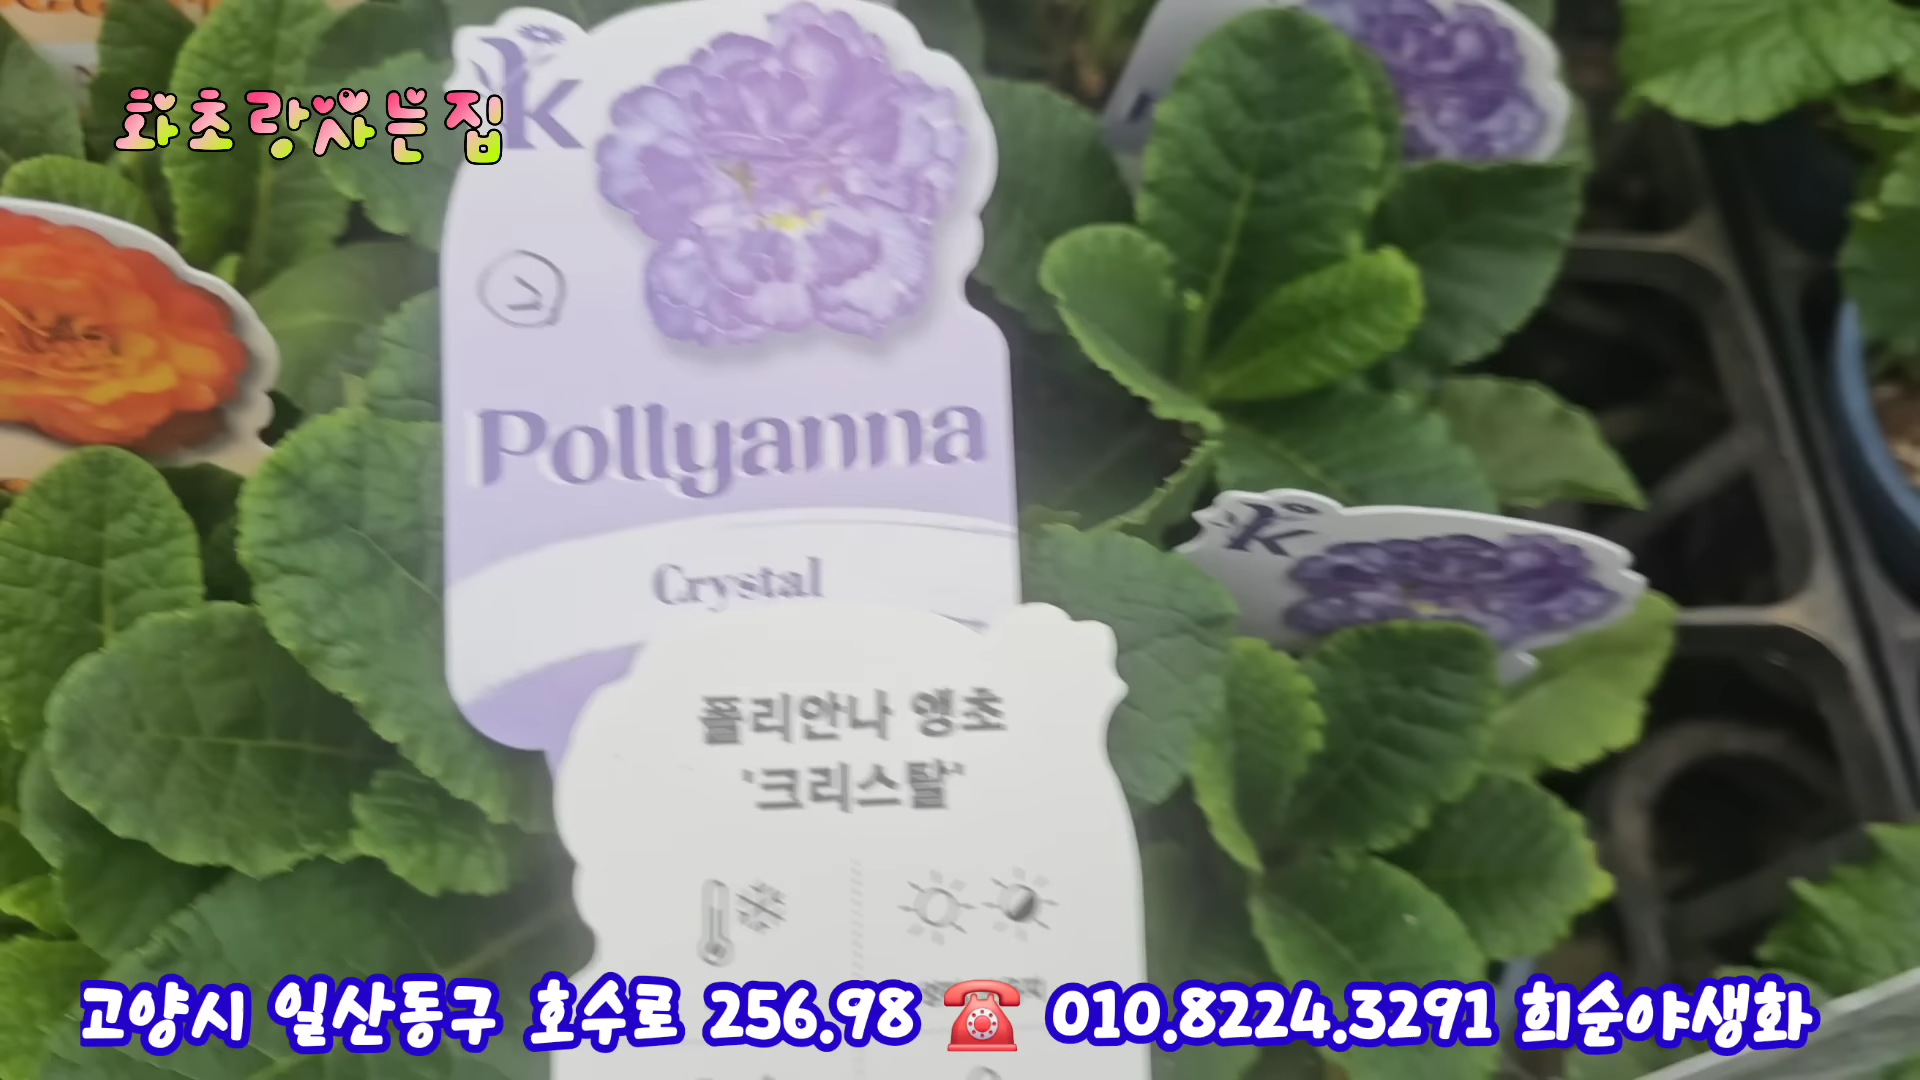 화초랑사는집
k
Pollyanna
Crystal
폴리안나 앵초
'크리스탈'
고양시 일산동구 호수로 256.98 ☎ 010.8224.3291 희순야생화